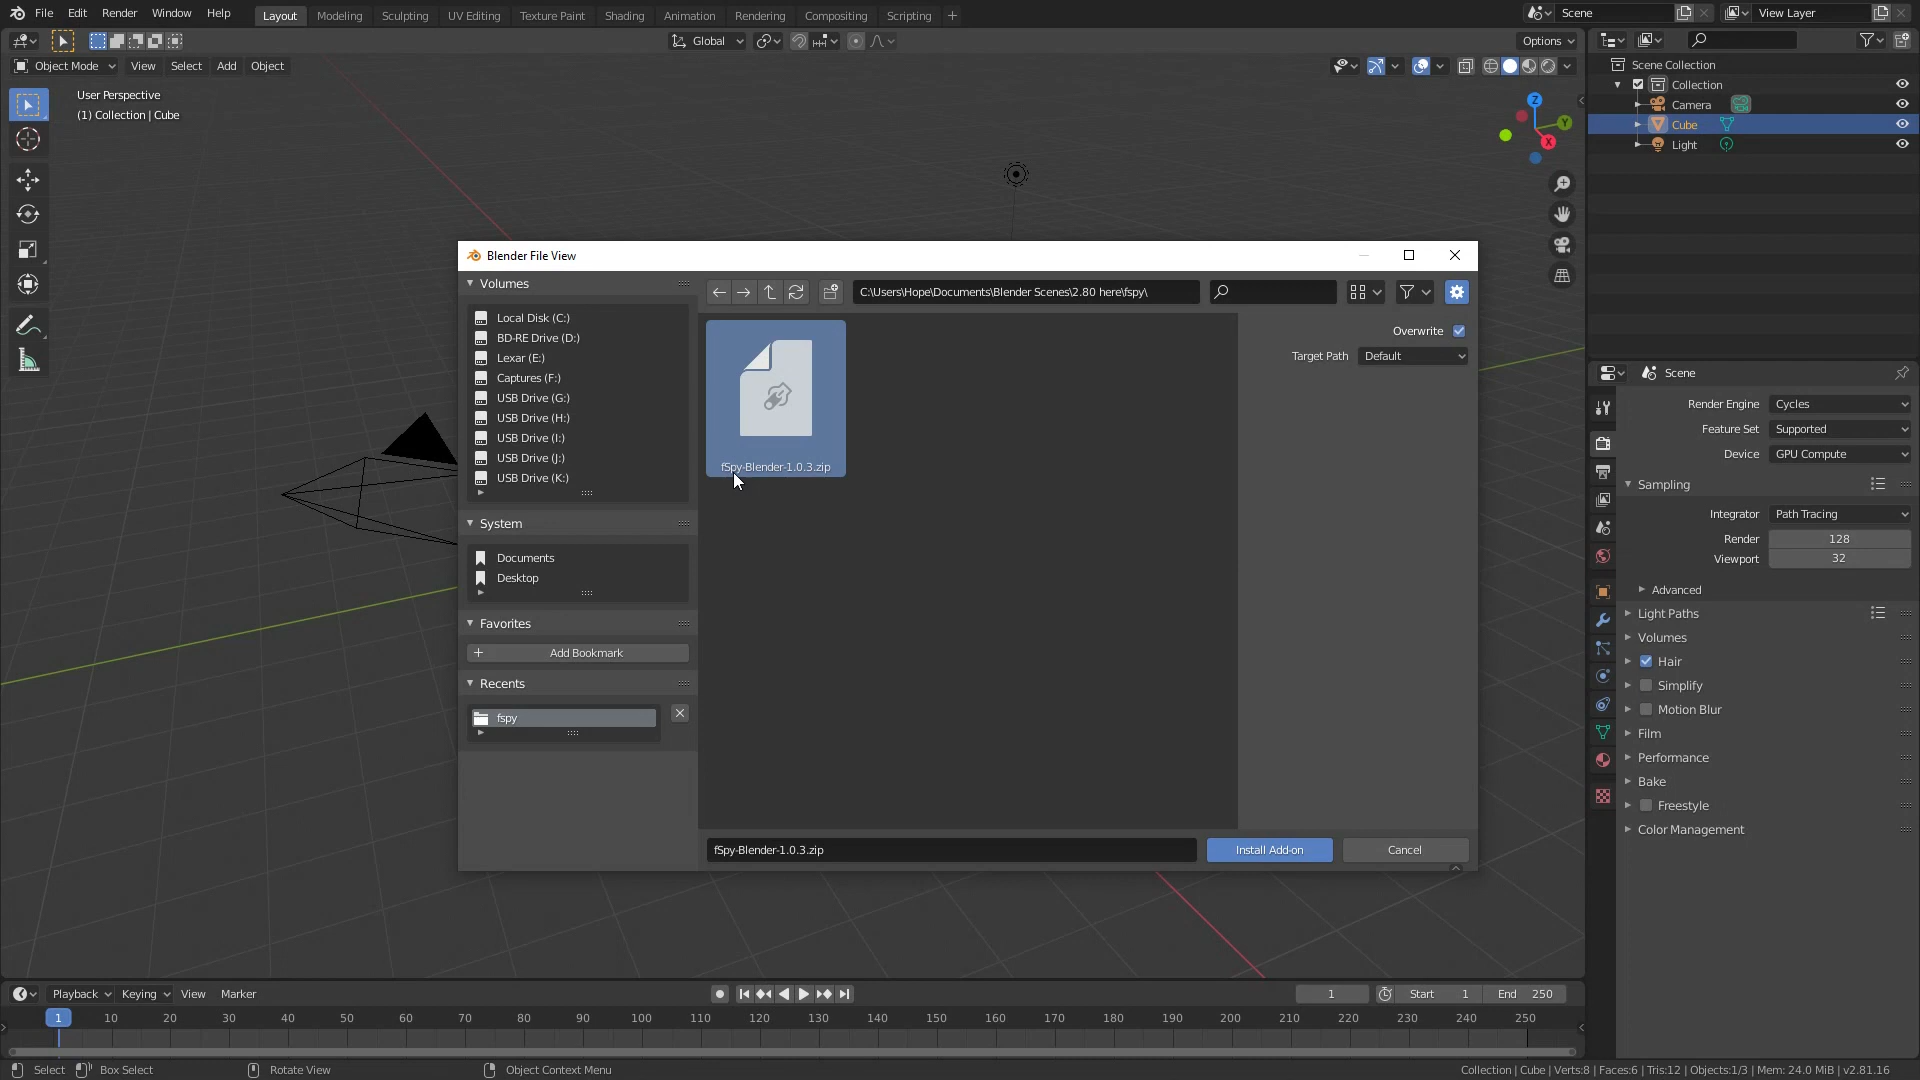 File Edit Render Window Help Layout Modeling Sculpting UV Editing Texture Paint Shading Animation Rendering Compositing Scripting + Scene View Layer
Global Options
Object Mode View Select Add Object
User Perspective
(1) Collection | Cube
Z
Y
X
Scene Collection
Collection
Camera
Cube
Light
Blender File View
Volumes
Local Disk (C:)
BD-RE Drive (D:)
Lexar (E:)
Captures (F:)
USB Drive (G:)
USB Drive (H:)
USB Drive (I:)
USB Drive (J:)
USB Drive (K:)
System
Documents
Desktop
Favorites
Add Bookmark
Recents
fspy
C:\Users\Hope\Documents\Blender Scenes\2.80 here\fspy\
fSpy-Blender-1.0.3.zip
Overwrite
Target Path Default
fSpy-Blender-1.0.3.zip Install Add-on Cancel
Scene
Render Engine Cycles
Feature Set Supported
Device GPU Compute
Sampling
Integrator Path Tracing
Render 128
Viewport 32
Advanced
Light Paths
Volumes
Hair
Simplify
Motion Blur
Film
Performance
Bake
Freestyle
Color Management
Playback Keying View Marker 1 Start 1 End 250
1 10 20 30 40 50 60 70 80 90 100 110 120 130 140 150 160 170 180 190 200 210 220 230 240 250
Select Box Select Rotate View Object Context Menu Collection | Cube | Verts:8 | Faces:6 | Tris:12 | Objects:1/3 | Mem: 24.0 MiB | v2.81.16